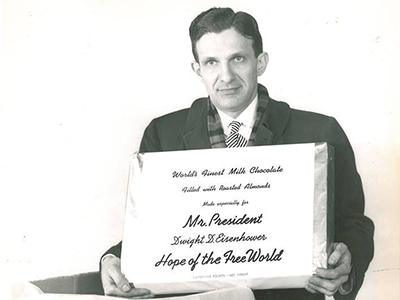 World's Finest Milk Chocolate
Filled with Roasted Almonds
Made especially for
Mr. President
Dwight D. Eisenhower
Hope of the Free World